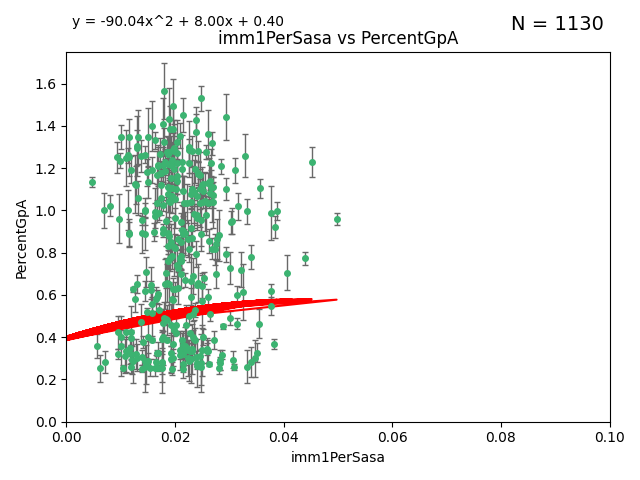 y = -90.04x^2 + 8.00x + 0.40
N = 1130
imm1PerSasa vs PercentGpA
PercentGpA
1.6
1.4
1.2
1.0
0.8
0.6
0.4
0.2
0.0
0.00 0.02 0.04 0.06 0.08 0.10
imm1PerSasa